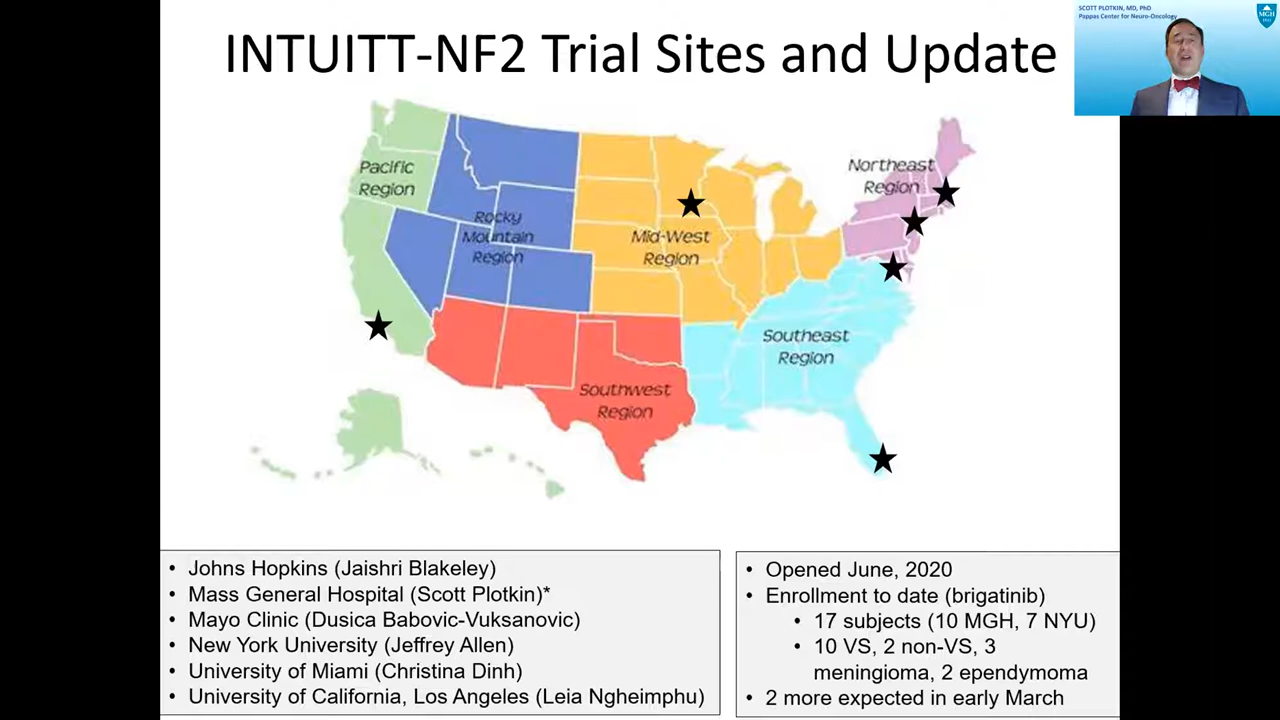 INTUITT-NF2 Trial Sites and Update
SCOTT PLOTKIN, MD, PhD
Pappas Center for Neuro-Oncology
MGH
1811
Pacific
Region
Rocky
Mountain
Region
Mid-West
Region
Northeast
Region
Southeast
Region
Southwest
Region
• Johns Hopkins (Jaishri Blakeley)
• Mass General Hospital (Scott Plotkin)*
• Mayo Clinic (Dusica Babovic-Vuksanovic)
• New York University (Jeffrey Allen)
• University of Miami (Christina Dinh)
• University of California, Los Angeles (Leia Ngheimphu)
• Opened June, 2020
• Enrollment to date (brigatinib)
• 17 subjects (10 MGH, 7 NYU)
• 10 VS, 2 non-VS, 3
meningioma, 2 ependymoma
• 2 more expected in early March